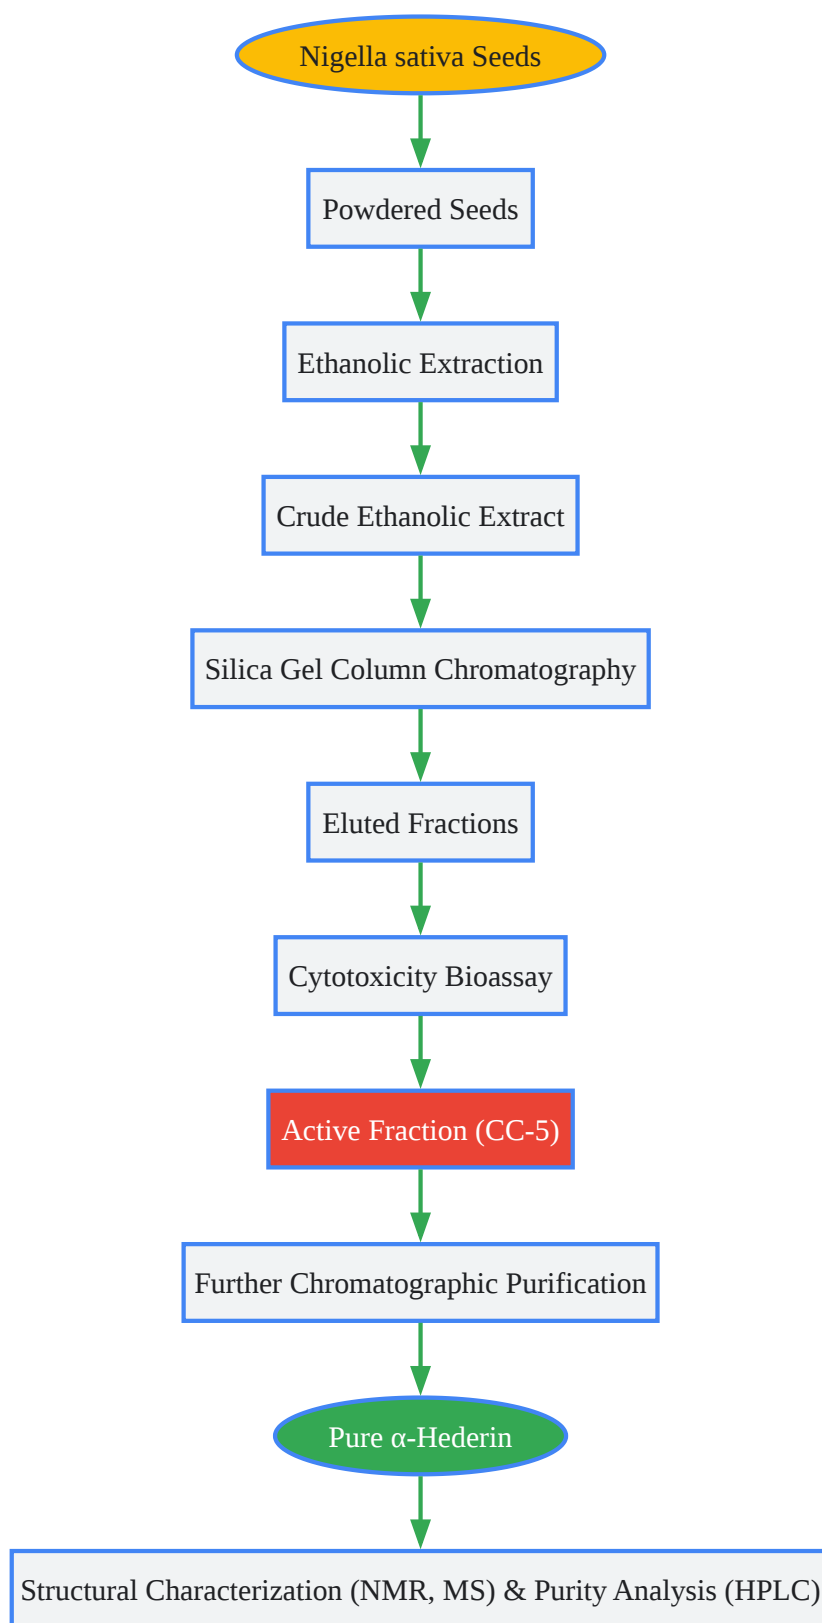 Nigella sativa Seeds
Powdered Seeds
Ethanolic Extraction
Crude Ethanolic Extract
Silica Gel Column Chromatography
Eluted Fractions
Cytotoxicity Bioassay
Active Fraction (CC-5)
Further Chromatographic Purification
Pure α-Hederin
Structural Characterization (NMR, MS) & Purity Analysis (HPLC)